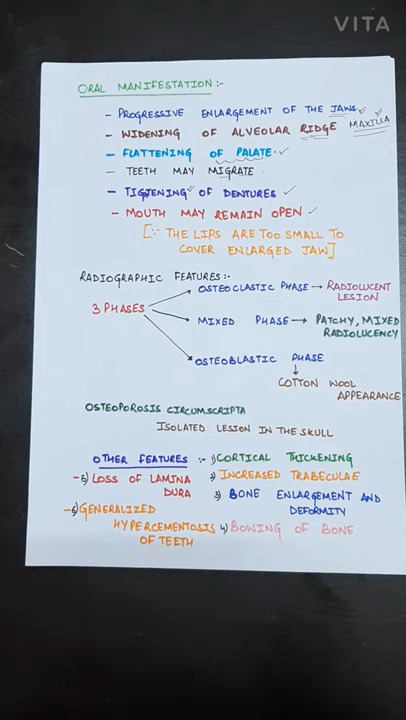 VITA
ORAL MANIFESTATION :-
- PROGRESSIVE ENLARGEMENT OF THE JAWS
- WIDENING OF ALVEOLAR RIDGE MAXILLA
- FLATTENING OF PALATE
- TEETH MAY MIGRATE
- TIGTENING OF DENTURES
- MOUTH MAY REMAIN OPEN
[∵ THE LIPS ARE TOO SMALL TO
COVER ENLARGED JAW]
RADIOGRAPHIC FEATURES :-
3 PHASES
OSTEOCLASTIC PHASE → RADIOLUCENT
LESION
MIXED PHASE → PATCHY, MIXED
RADIOLUCENCY
OSTEOBLASTIC PHASE
↓
COTTON WOOL
APPEARANCE
OSTEOPOROSIS CIRCUMSCRIPTA
ISOLATED LESION IN THE SKULL
OTHER FEATURES :- 1) CORTICAL THICKENING
2) INCREASED TRABECULAE
3) BONE ENLARGEMENT AND
DEFORMITY
4) BOWING OF BONE
- 5) LOSS OF LAMINA
DURA
- 6) GENERALIZED
HYPERCEMENTOSIS
OF TEETH